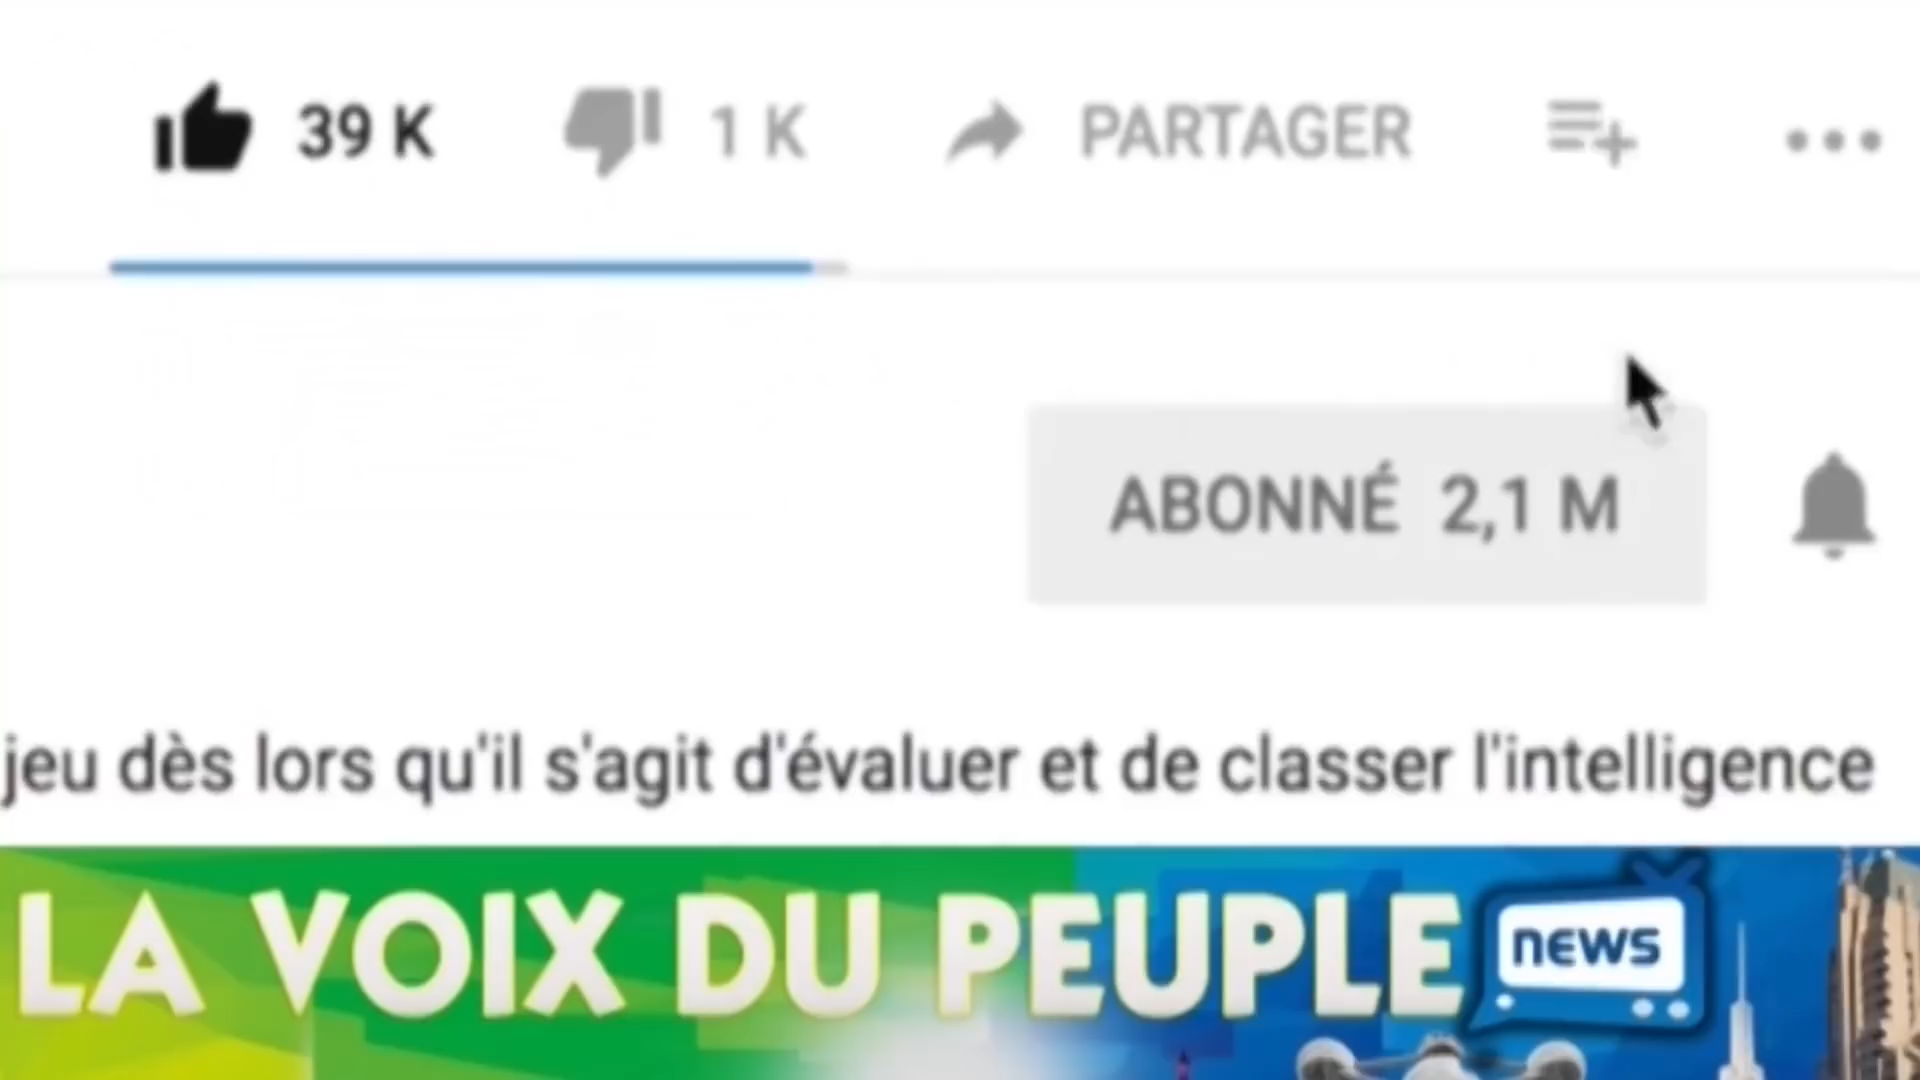 39 K 1 K PARTAGER
ABONNÉ 2,1 M
jeu dès lors qu'il s'agit d'évaluer et de classer l'intelligence
LA VOIX DU PEUPLE NEWS